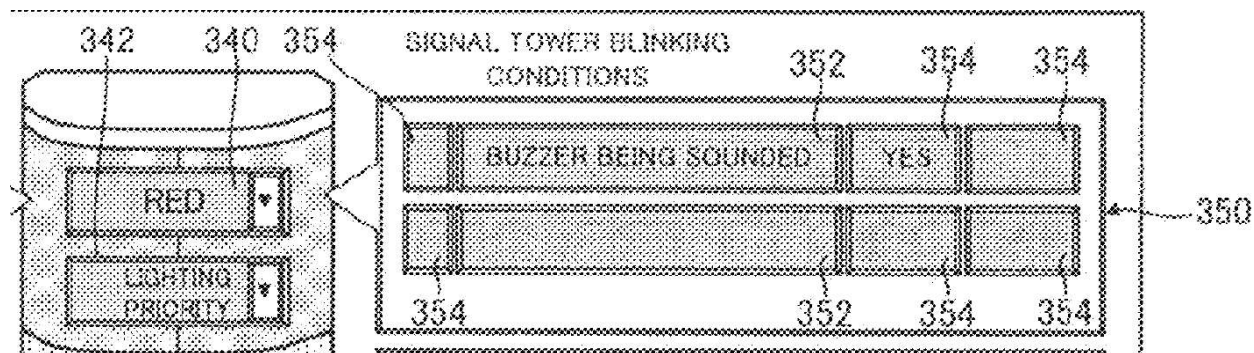 342 340 354 SIGNAL TOWER BLINKING
CONDITIONS 352 354 354
BUZZER BEING SOUNDED YES
RED
350
LIGHTING
PRIORITY
354 352 354 354